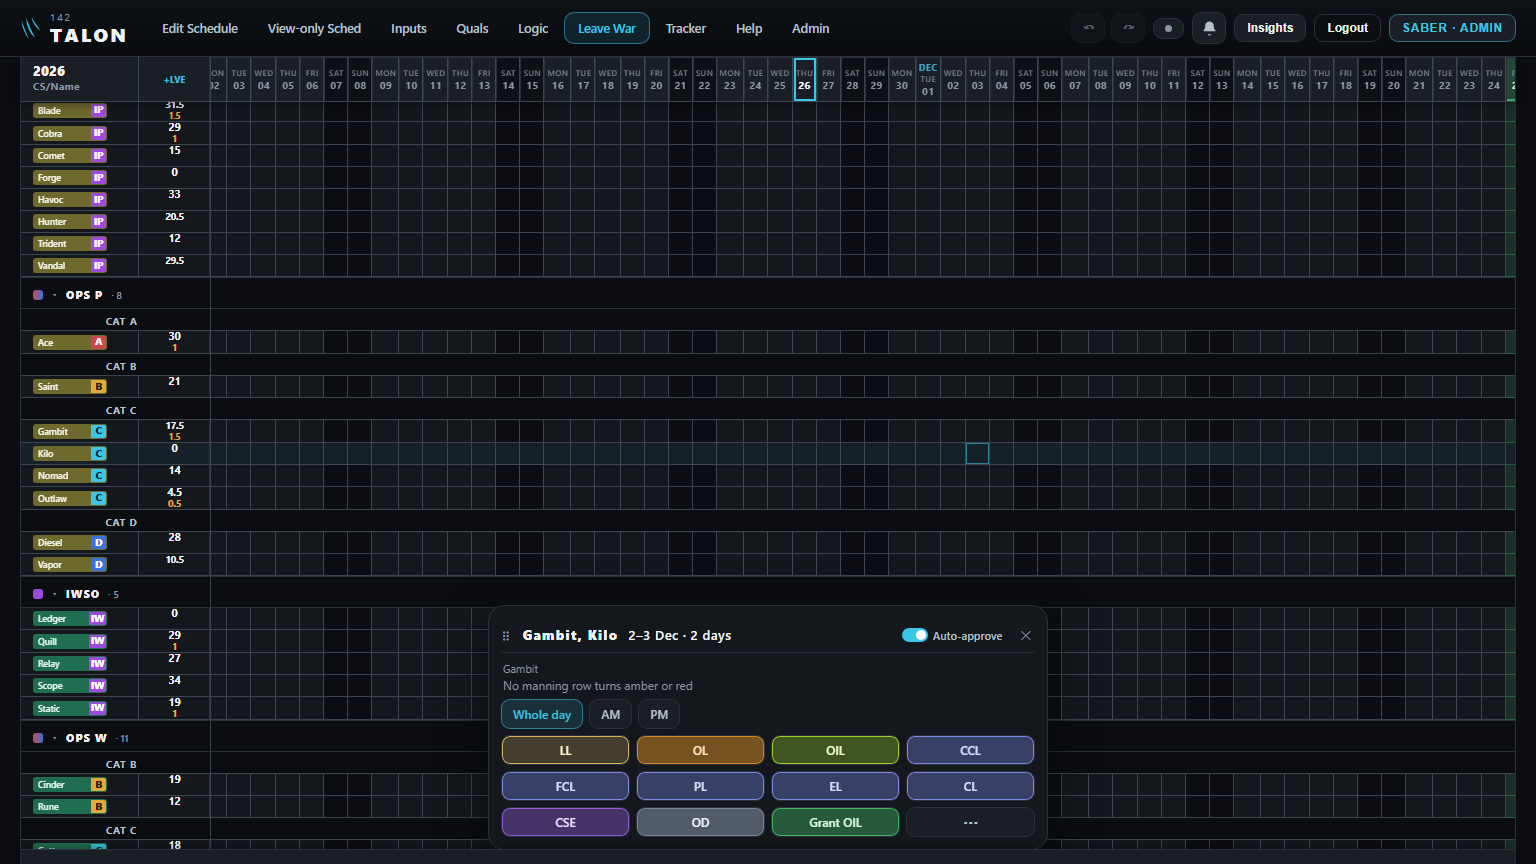 142
TALON
Edit Schedule
View-only Sched
Inputs
Quals
Logic
Leave War
Tracker
Help
Admin
Insights
Logout
SABER · ADMIN
2026
CS/Name
+LVE
TUE 03
WED 04
THU 05
FRI 06
SAT 07
SUN 08
MON 09
TUE 10
WED 11
THU 12
FRI 13
SAT 14
SUN 15
MON 16
TUE 17
WED 18
THU 19
FRI 20
SAT 21
SUN 22
MON 23
TUE 24
WED 25
THU 26
FRI 27
SAT 28
SUN 29
MON 30
DEC TUE 01
WED 02
THU 03
FRI 04
SAT 05
SUN 06
MON 07
TUE 08
WED 09
THU 10
FRI 11
SAT 12
SUN 13
MON 14
TUE 15
WED 16
THU 17
FRI 18
SAT 19
SUN 20
MON 21
TUE 22
WED 23
THU 24
Blade IP 31.5 1.5
Cobra IP 29 1
Comet IP 15
Forge IP 0
Havoc IP 33
Hunter IP 20.5
Trident IP 12
Vandal IP 29.5
· OPS P · 8
CAT A
Ace A 30 1
CAT B
Saint B 21
CAT C
Gambit C 17.5 1.5
Kilo C 0
Nomad C 14
Outlaw C 4.5 0.5
CAT D
Diesel D 28
Vapor D 10.5
· IWSO · 5
Ledger IW 0
Quill IW 29 1
Relay IW 27
Scope IW 34
Static IW 19 1
· OPS W · 11
CAT B
Cinder B 19
Rune B 12
CAT C
18
Gambit, Kilo 2–3 Dec · 2 days
Auto-approve
Gambit
No manning row turns amber or red
Whole day AM PM
LL OL OIL CCL
FCL PL EL CL
CSE OD Grant OIL ---